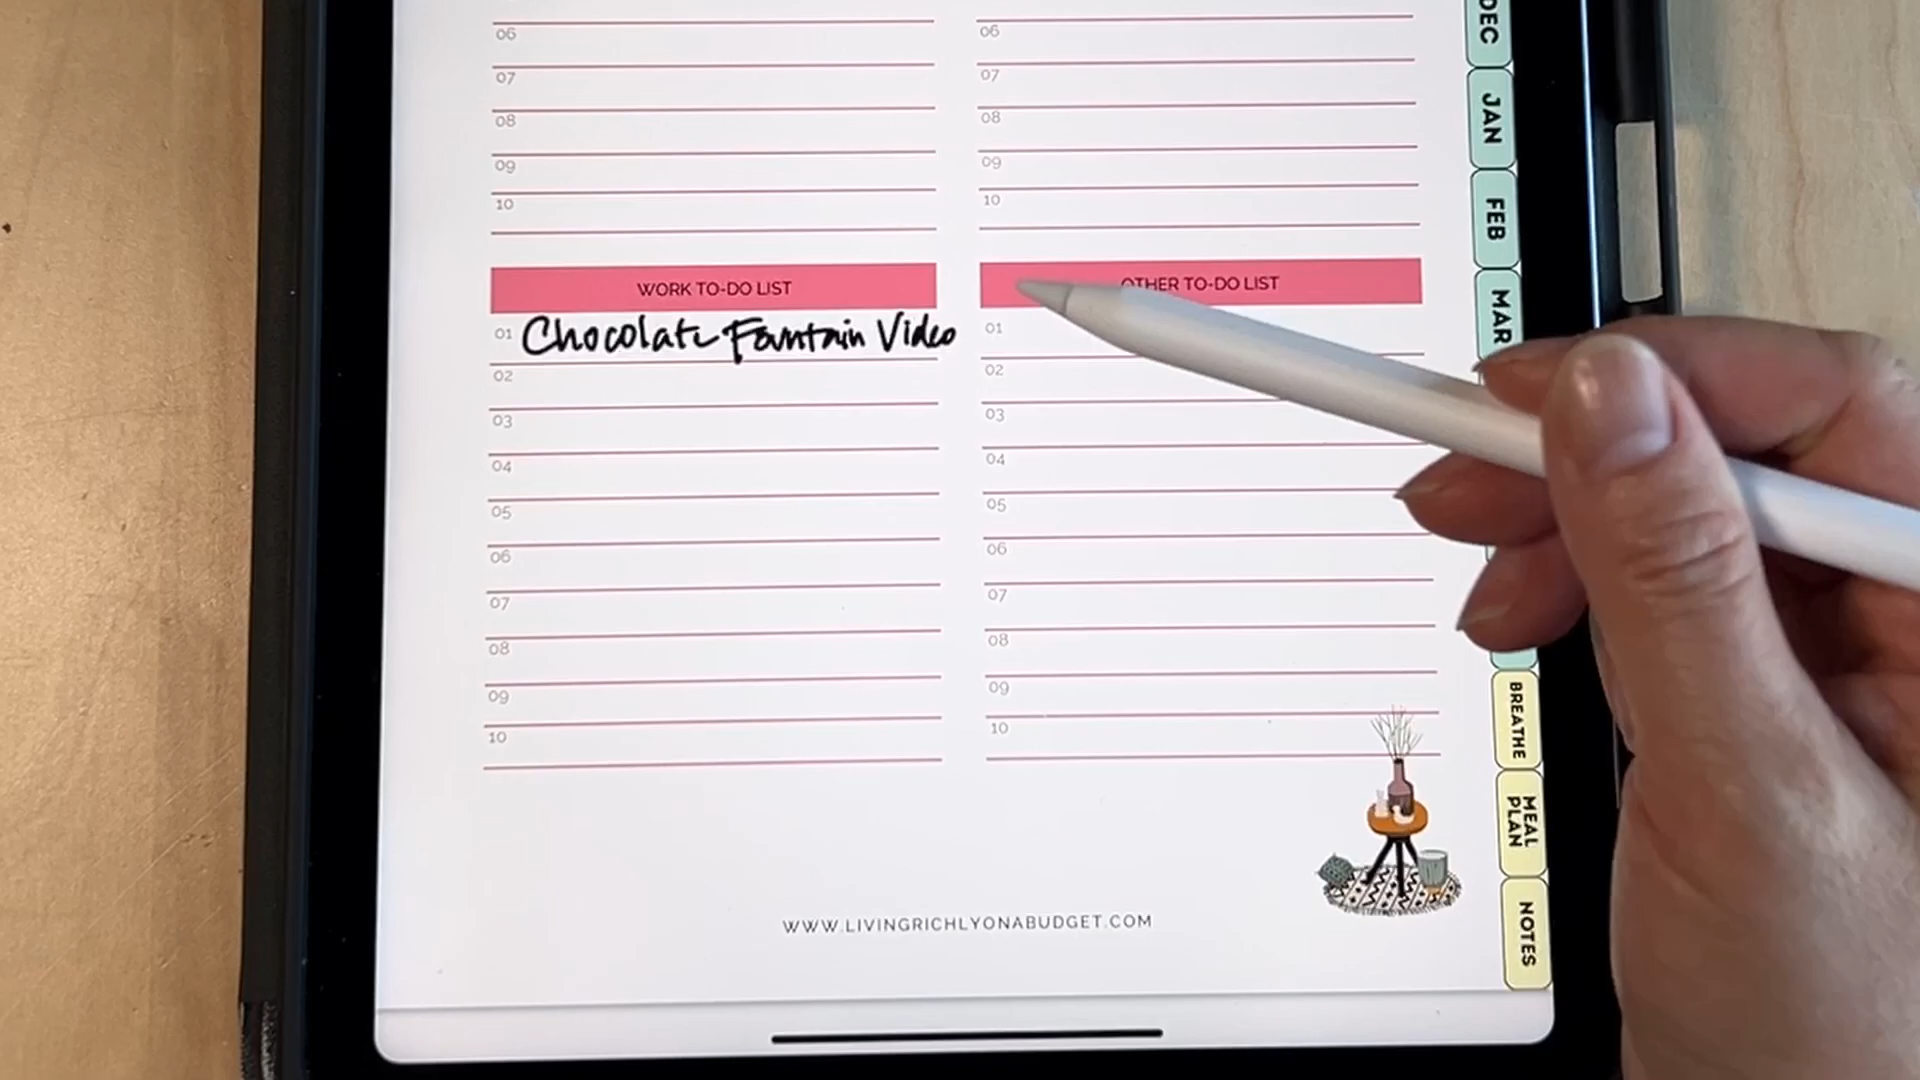 06
07
08
09
10
06
07
08
09
10
WORK TO-DO LIST
01 Chocolate Fountain Video
02
03
04
05
06
07
08
09
10
OTHER TO-DO LIST
01
02
03
04
05
06
07
08
09
10
WWW.LIVINGRICHLYONABUDGET.COM
DEC
JAN
FEB
MAR
BREATHE
MEAL
PLAN
NOTES